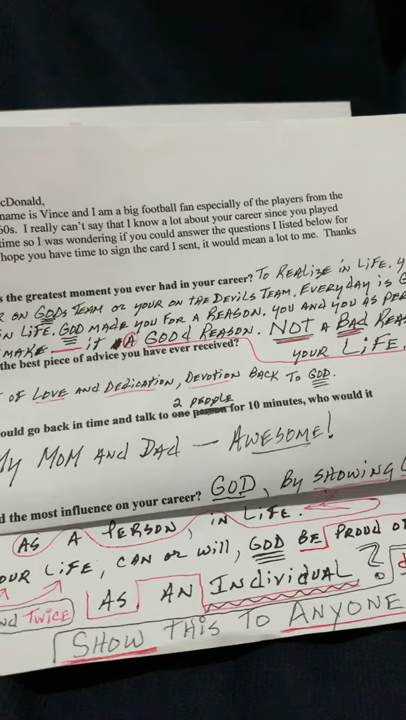 cDonald,
name is Vince and I am a big football fan especially of the players from the
60s. I really can't say that I know a lot about your career since you played
time so I was wondering if you could answer the questions I listed below for
hope you have time to sign the card I sent, it would mean a lot to me. Thanks
s the greatest moment you ever had in your career? TO REALIZE IN LIFE. Y
R ON GODS TEAM OR YOUR ON THE DEVILS TEAM. EVERYDAY IS G
IN LIFE. GOD MADE YOU FOR A REASON. YOU AND YOU AS PER
MAKE IT A GOOD REASON. NOT A BAD REAS
the best piece of advice you have ever received? YOUR LIFE.
OF LOVE AND DEDICATION, DEVOTION BACK TO GOD.
2 PEOPLE
ould go back in time and talk to one person for 10 minutes, who would it
MY MOM AND DAD — AWESOME!
d the most influence on your career? GOD, BY SHOWING
AS A PERSON, IN LIFE.
OUR LIFE, CAN OR WILL, GOD BE PROUD OF
ND TWICE AS AN INDIVIDUAL ?
SHOW THIS TO ANYONE